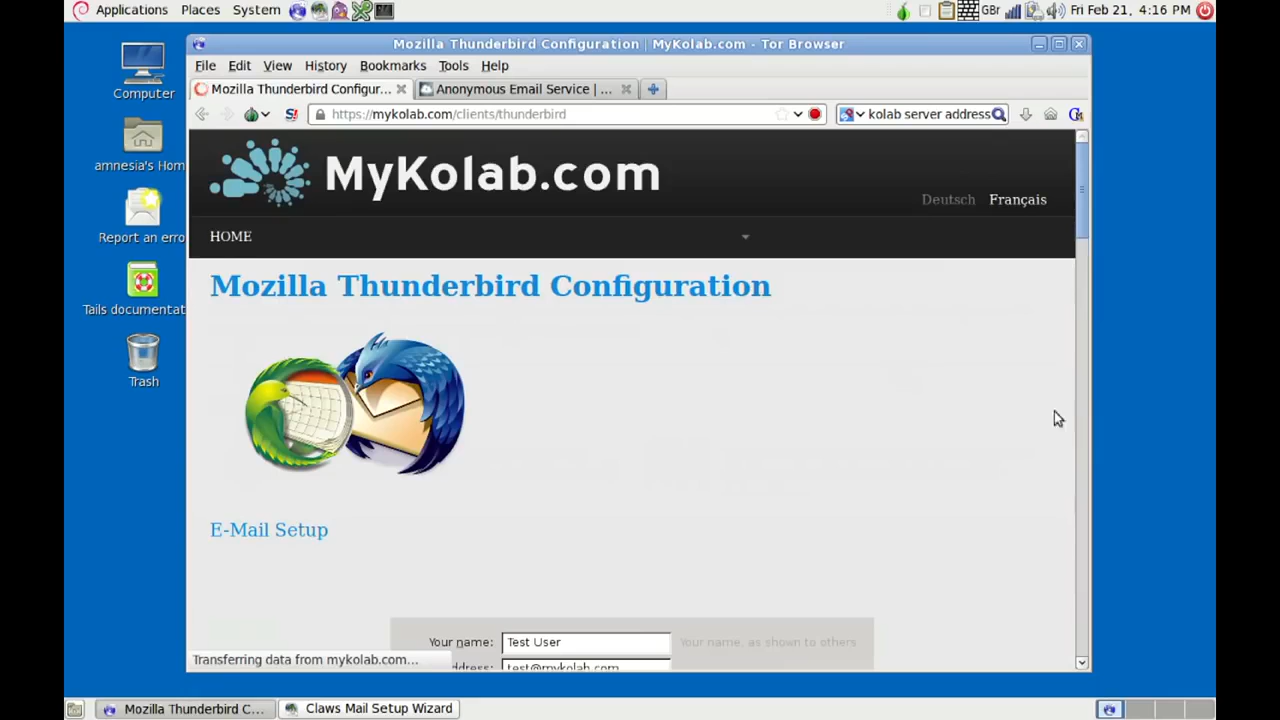 Applications Places System GBr Fri Feb 21, 4:16 PM
Mozilla Thunderbird Configuration | MyKolab.com - Tor Browser
File Edit View History Bookmarks Tools Help
Mozilla Thunderbird Configur... Anonymous Email Service | ...
https://mykolab.com/clients/thunderbird kolab server address
MyKolab.com
Deutsch Français
HOME
Mozilla Thunderbird Configuration
E-Mail Setup
Your name: Test User Your name, as shown to others
ddress: test@mykolab.com
Transferring data from mykolab.com...
Computer
amnesia's Hom
Report an erro
Tails documentat
Trash
Mozilla Thunderbird C... Claws Mail Setup Wizard